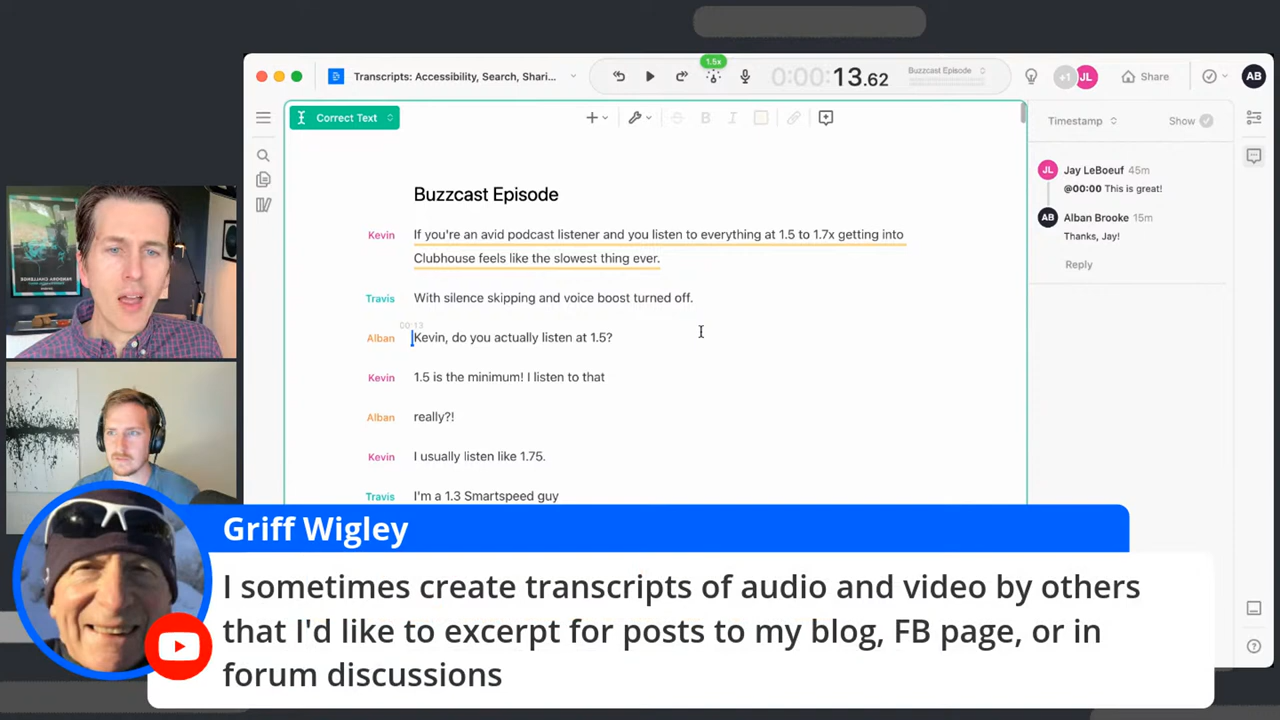 1.5x
Transcripts: Accessibility, Search, Shari...
0:00:13.62
Buzzcast Episode
+1
JL
Share
AB
Correct Text
B
I
Timestamp
Show
Buzzcast Episode
Kevin
If you're an avid podcast listener and you listen to everything at 1.5 to 1.7x getting into
Clubhouse feels like the slowest thing ever.
Travis
With silence skipping and voice boost turned off.
00:13
Alban
Kevin, do you actually listen at 1.5?
Kevin
1.5 is the minimum! I listen to that
Alban
really?!
Kevin
I usually listen like 1.75.
Travis
I'm a 1.3 Smartspeed guy
JL
Jay LeBoeuf 45m
@00:00 This is great!
AB
Alban Brooke 15m
Thanks, Jay!
Reply
Griff Wigley
I sometimes create transcripts of audio and video by others
that I'd like to excerpt for posts to my blog, FB page, or in
forum discussions